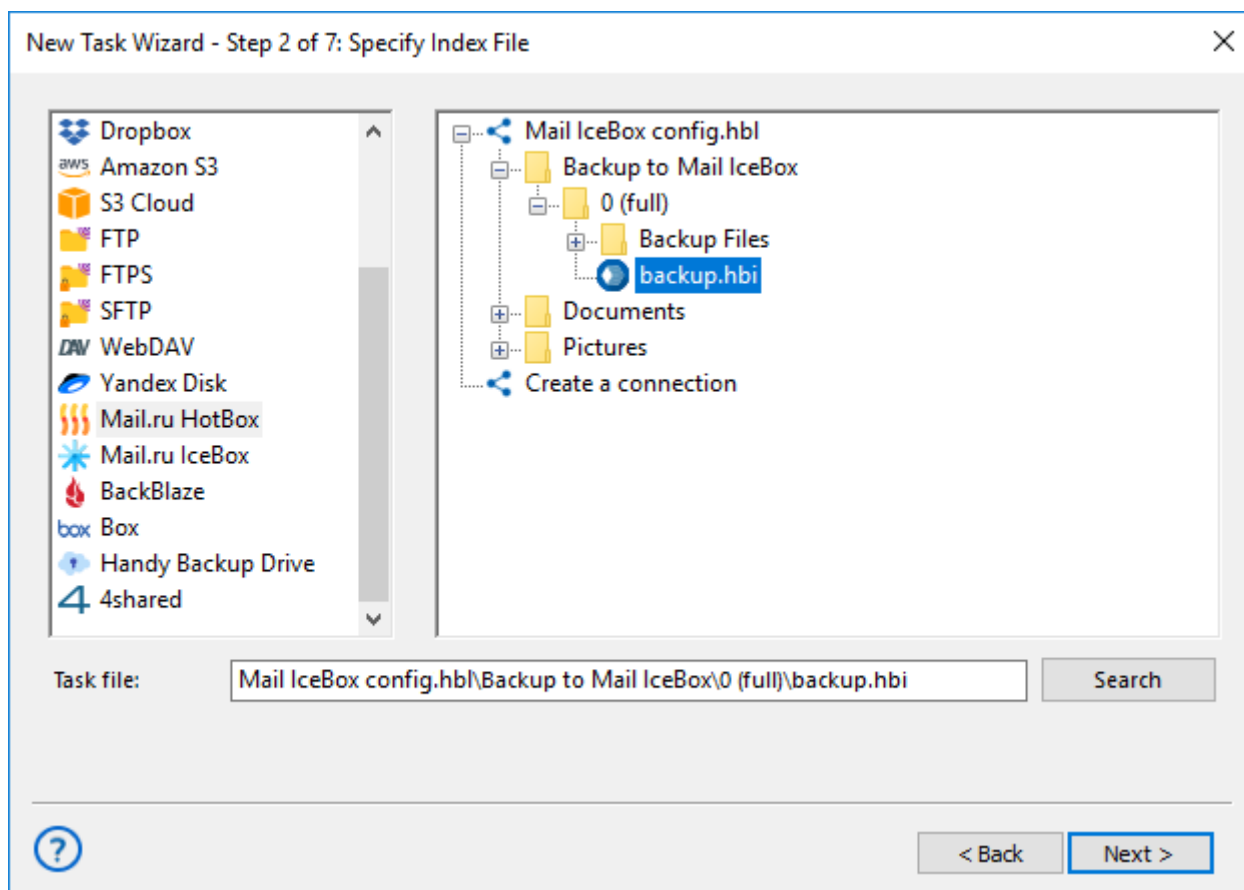 New Task Wizard - Step 2 of 7: Specify Index File
Dropbox
aws Amazon S3
S3 Cloud
FTP
FTPS
SFTP
DAV WebDAV
Yandex Disk
Mail.ru HotBox
Mail.ru IceBox
BackBlaze
box Box
Handy Backup Drive
4shared
Mail IceBox config.hbl
Backup to Mail IceBox
0 (full)
Backup Files
backup.hbi
Documents
Pictures
Create a connection
Task file: Mail IceBox config.hbl\Backup to Mail IceBox\0 (full)\backup.hbi Search
? < Back Next >